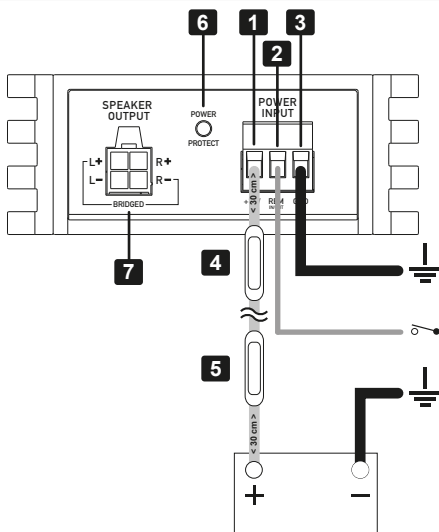 6
1
3
2
SPEAKER
OUTPUT
POWER
PROTECT
POWER
INPUT
L+
R+
L-
R-
BRIDGED
REM
INPUT
< 30 cm >
7
4
5
< 30 cm >
+
-